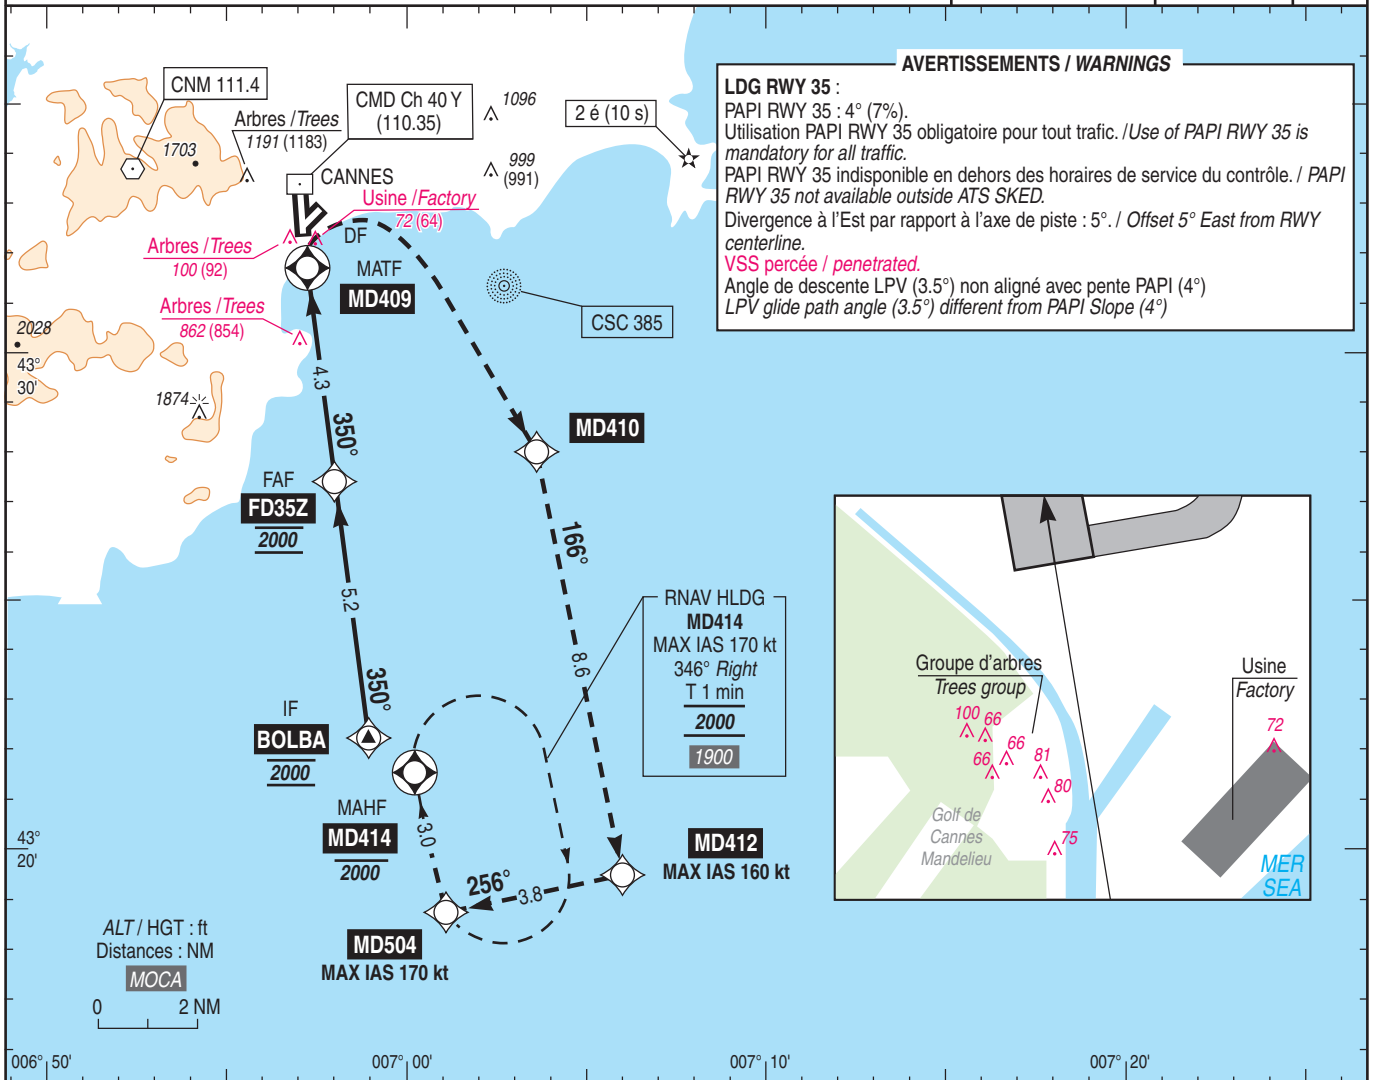 AVERTISSEMENTS / WARNINGS
LDG RWY 35 :
PAPI RWY 35 : 4° (7%).
Utilisation PAPI RWY 35 obligatoire pour tout trafic. /Use of PAPI RWY 35 is
mandatory for all traffic.
PAPI RWY 35 indisponible en dehors des horaires de service du contrôle. / PAPI
RWY 35 not available outside ATS SKED.
Divergence à l'Est par rapport à l'axe de piste : 5°. / Offset 5° East from RWY
centerline.
VSS percée / penetrated.
Angle de descente LPV (3.5°) non aligné avec pente PAPI (4°)
LPV glide path angle (3.5°) different from PAPI Slope (4°)
CNM 111.4
CMD Ch 40 Y
(110.35)
1096
2 é (10 s)
Arbres /Trees
1191 (1183)
1703
999
(991)
CANNES
Usine /Factory
72 (64)
DF
Arbres /Trees
100 (92)
MATF
MD409
Arbres /Trees
862 (854)
CSC 385
2028
43°
30'
4.3
1874
350°
MD410
FAF
FD35Z
2000
166°
5.2
RNAV HLDG
MD414
MAX IAS 170 kt
346° Right
T 1 min
2000
1900
8.6
350°
IF
BOLBA
2000
MAHF
MD414
2000
3.0
43°
20'
MD412
MAX IAS 160 kt
256°
3.8
MD504
MAX IAS 170 kt
ALT / HGT : ft
Distances : NM
MOCA
0 2 NM
006° 50'
007° 00'
007° 10'
007° 20'
Groupe d'arbres
Trees group
Usine
Factory
100
66
66
66
81
80
75
72
Golf de
Cannes
Mandelieu
MER
SEA